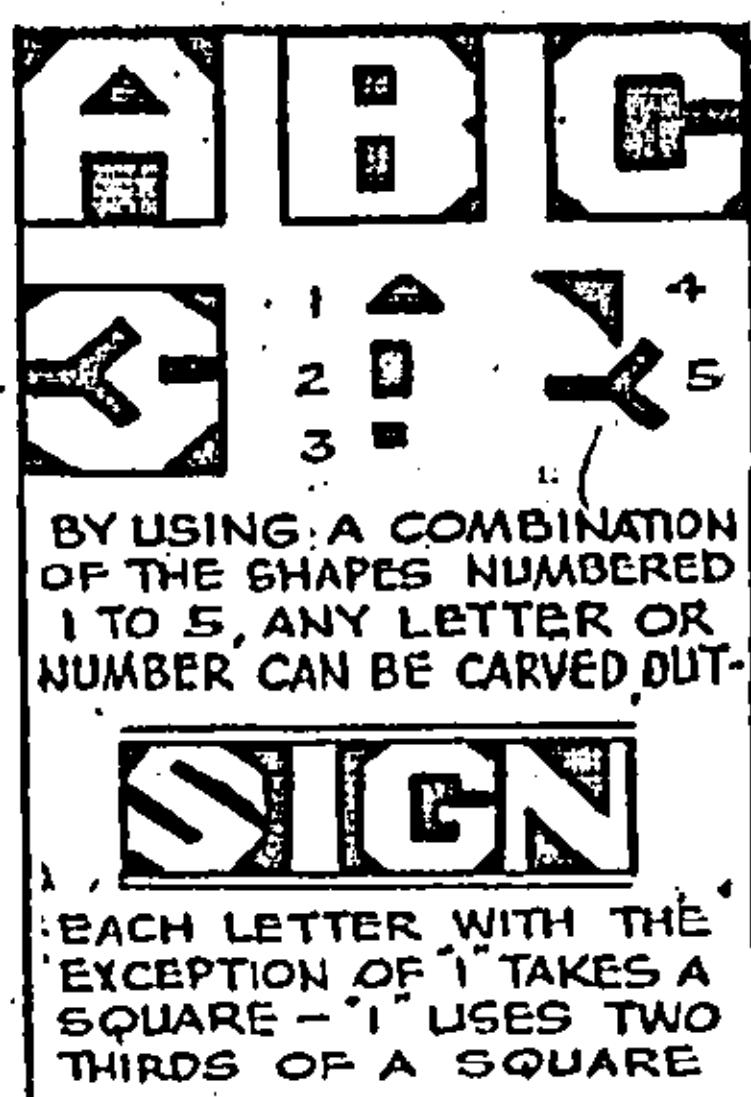 A B C
1 4
2 5
3
BY USING A COMBINATION
OF THE SHAPES NUMBERED
1 TO 5, ANY LETTER OR
NUMBER CAN BE CARVED OUT-
SIGN
EACH LETTER WITH THE
EXCEPTION OF "I" TAKES A
SQUARE - "I" USES TWO
THIRDS OF A SQUARE